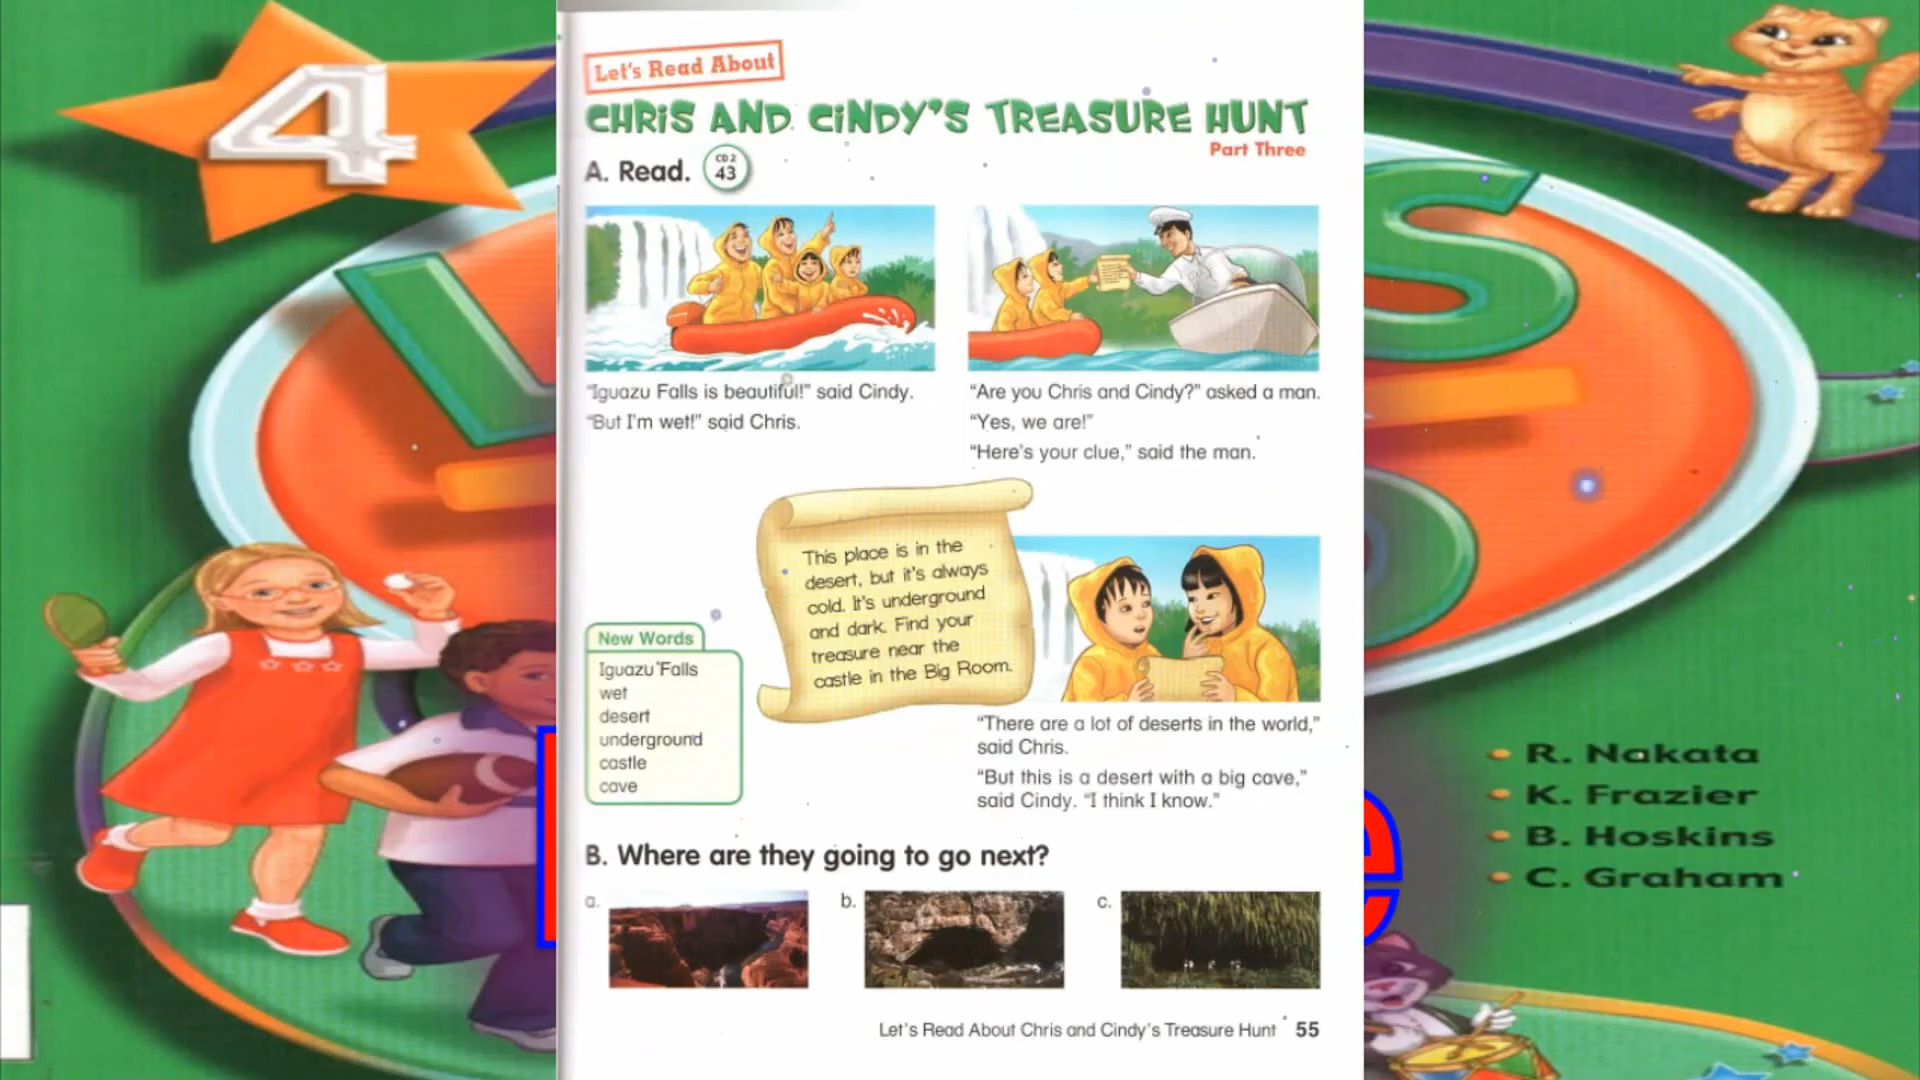 4
S
Let's Read About
CHRIS AND CINDY'S TREASURE HUNT
Part Three
A. Read.
CD 2
43
"Iguazu Falls is beautiful!" said Cindy.
"But I'm wet!" said Chris.
"Are you Chris and Cindy?" asked a man.
"Yes, we are!"
"Here's your clue," said the man.
This place is in the
desert, but it's always
cold. It's underground
and dark. Find your
treasure near the
castle in the Big Room.
New Words
Iguazu Falls
wet
desert
underground
castle
cave
"There are a lot of deserts in the world,"
said Chris.
"But this is a desert with a big cave,"
said Cindy. "I think I know."
B. Where are they going to go next?
a.
b.
c.
Let's Read About Chris and Cindy's Treasure Hunt 55
R. Nakata
K. Frazier
B. Hoskins
C. Graham